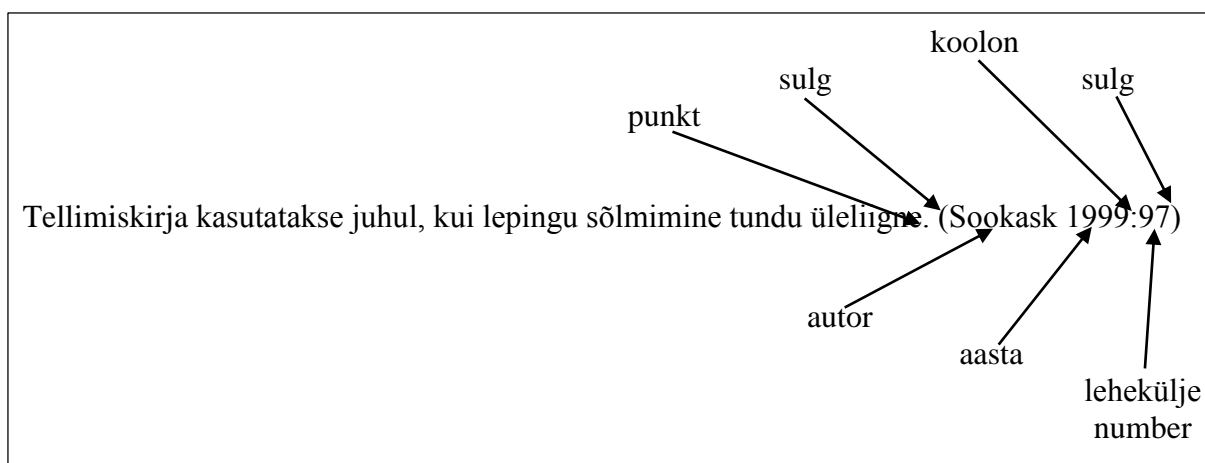 koolon
sulg
sulg
punkt
Tellimiskirja kasutatakse juhul, kui lepingu sõlmimine tundu üleliigne. (Sookask 1999:97)
autor
aasta
lehekülje
number